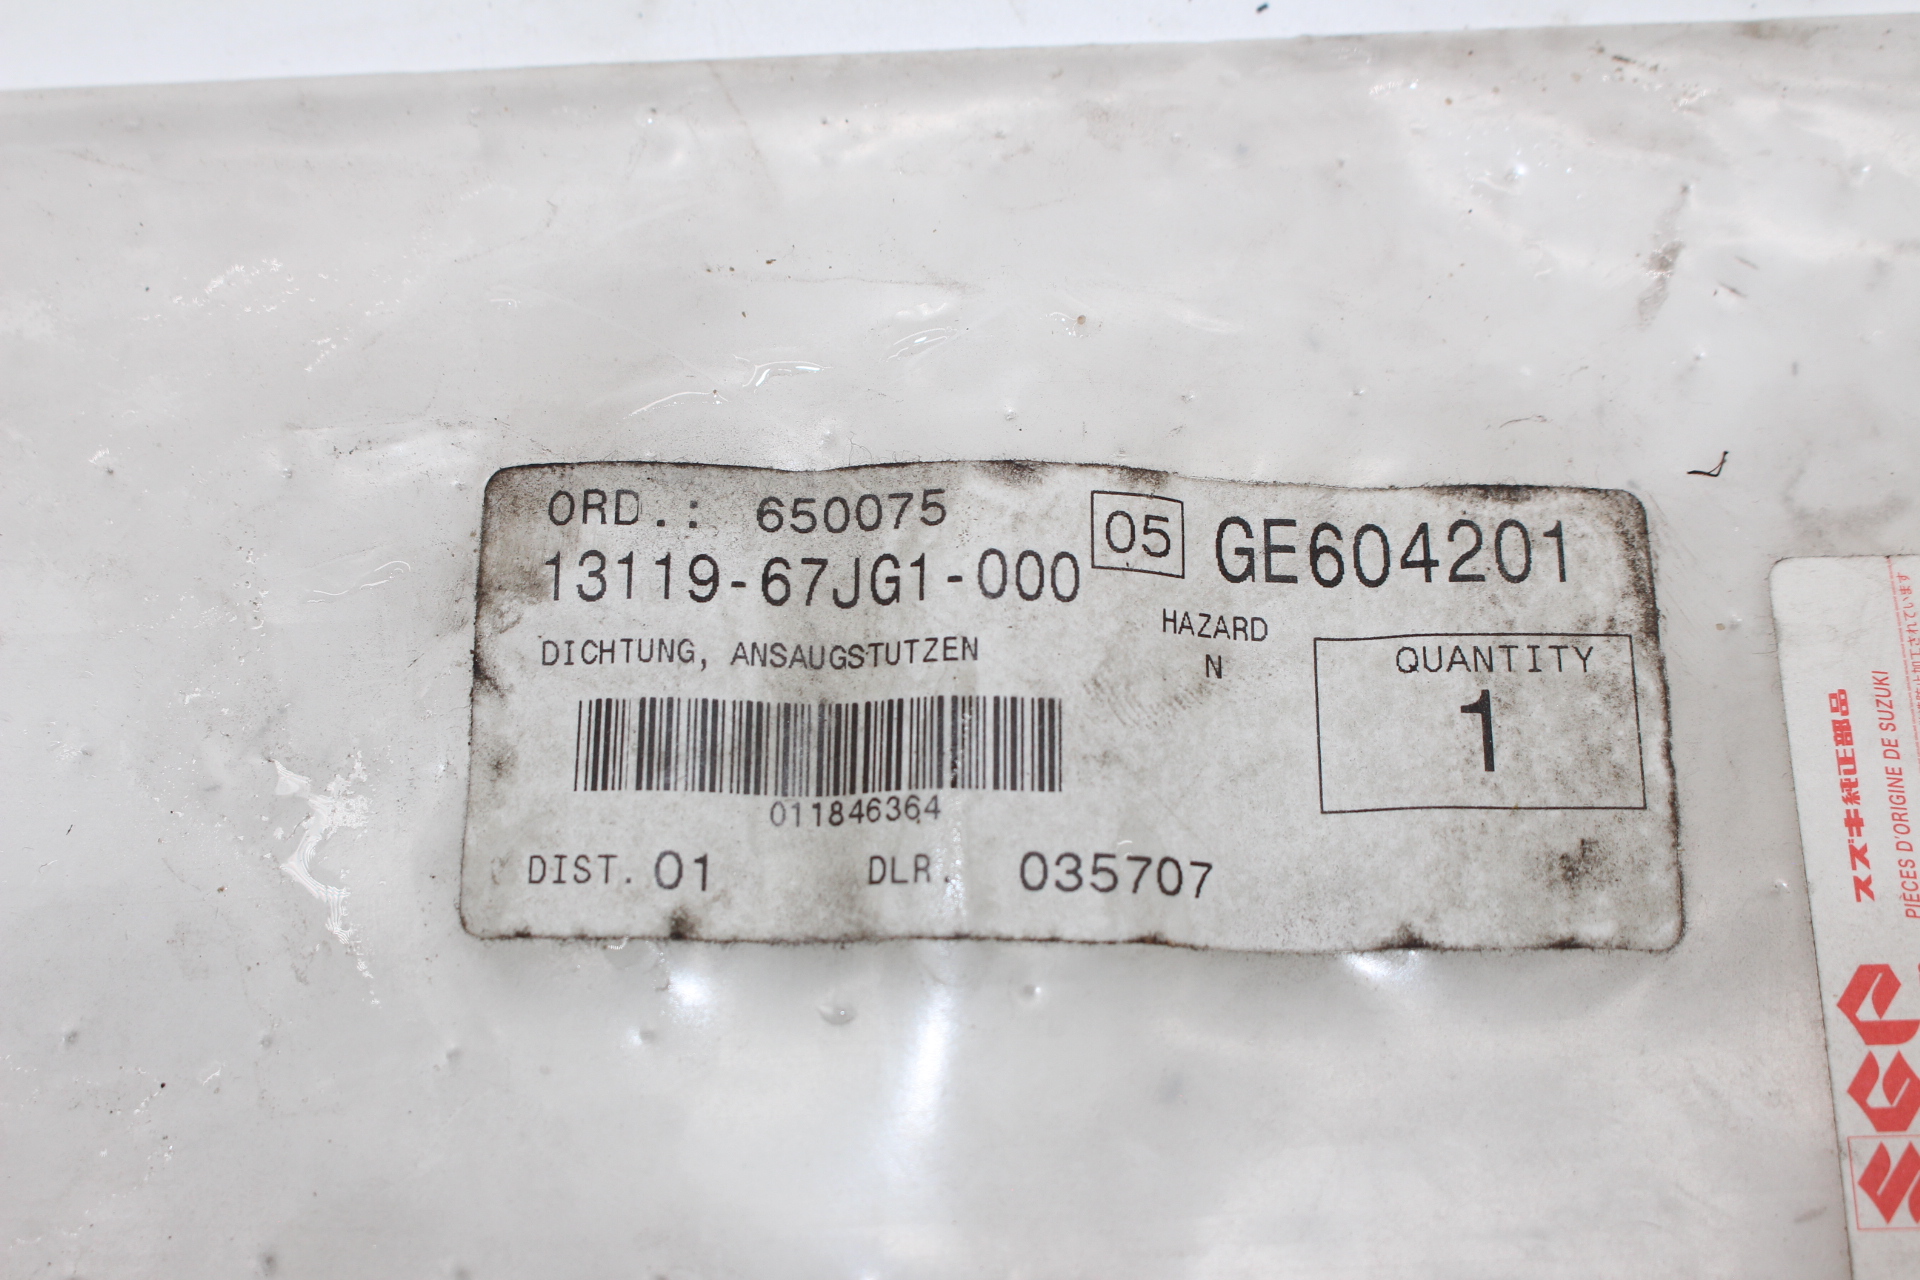 ORD.: 650075
05
GE604201
13119-67JG1-000
HAZARD
N
DICHTUNG, ANSAUGSTUTZEN
QUANTITY
1
011846364
DIST. 01 DLR. 035707
スズキ純正部品
PIÈCES D'ORIGINE DE SUZUKI
SGP